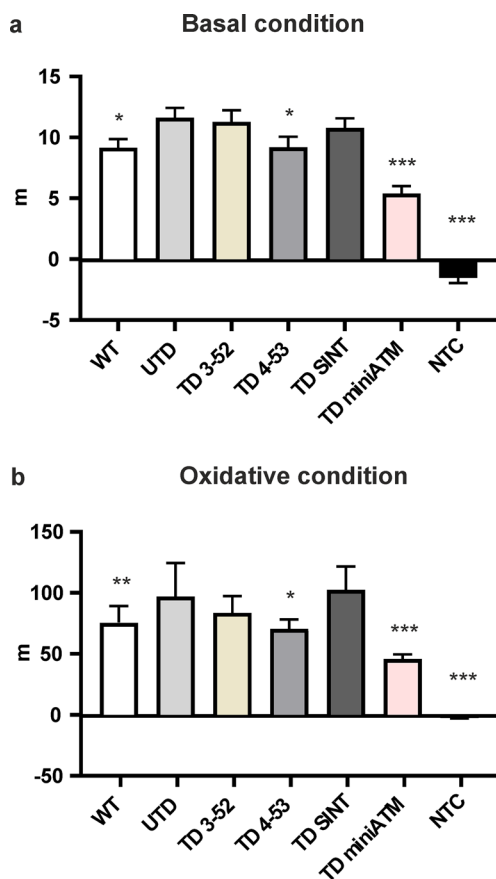 a
Basal condition
15
*
*
10
***
m
5
***
0
-5
WT
UTD
TD 3-52
TD 4-53
TD SINT
TD miniATM
NTC
b
Oxidative condition
150
**
100
*
***
m
50
***
0
-50
WT
UTD
TD 3-52
TD 4-53
TD SINT
TD miniATM
NTC